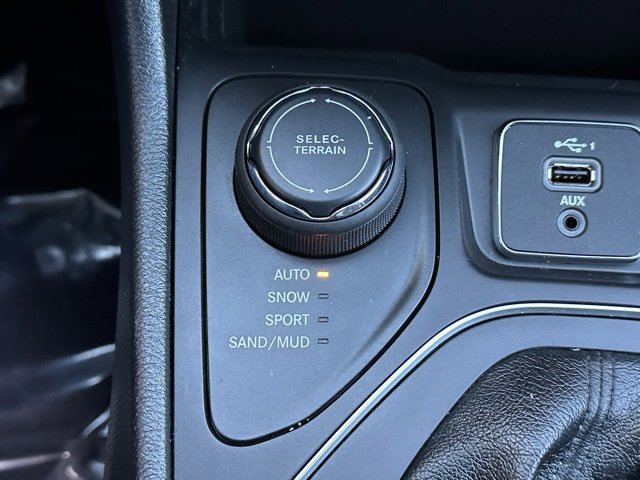 SELEC-
TERRAIN
AUTO
SNOW
SPORT
SAND/MUD
1
AUX